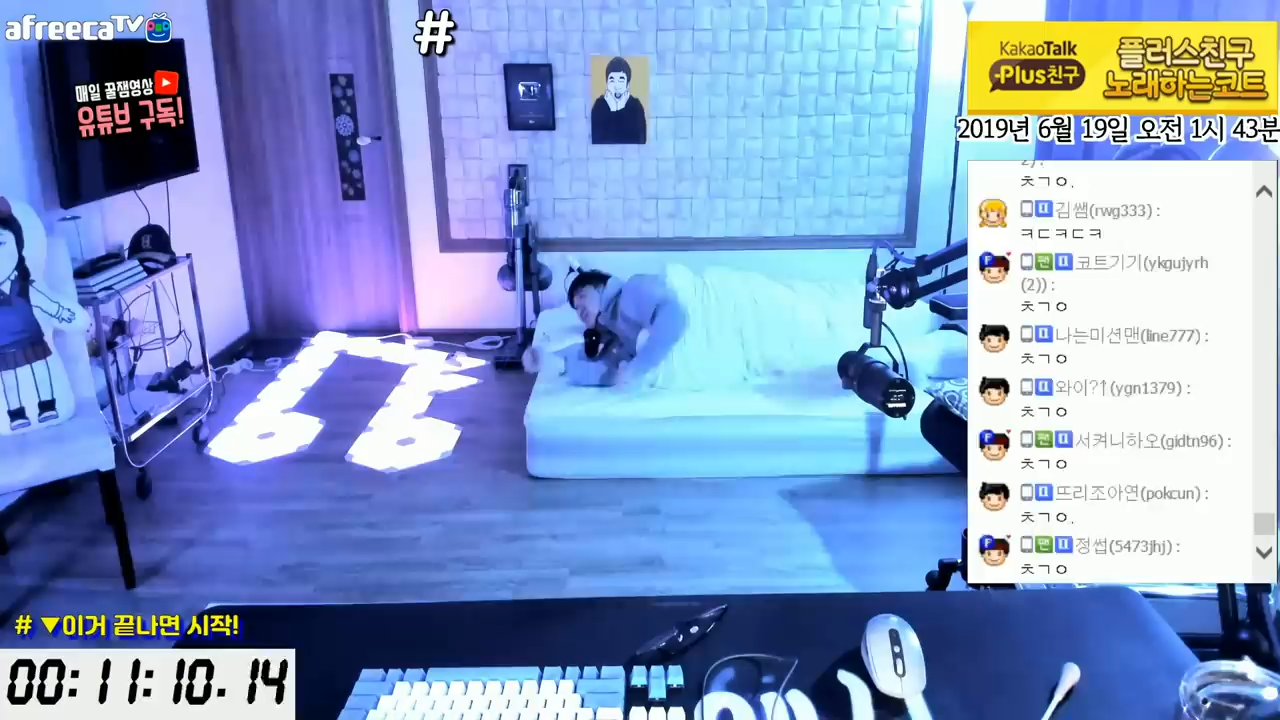 afreecaTV
#
매일 꿀잼영상
유튜브 구독!
KakaoTalk
Plus친구
플러스친구
노래하는코트
2019년 6월 19일 오전 1시 43분
ㅊㄱㅇ.
김쌤(rwg333) :
ㅋㄷㅋㄷㅋ
F 팬 코트기기(ykgujyrh
(2)) :
ㅊㄱㅇ
나는미션맨(line777) :
ㅊㄱㅇ
와이?!(ygn1379) :
ㅊㄱㅇ
F 팬 서켜니하오(gidtn96) :
ㅊㄱㅇ
뜨리조아연(pokcun) :
ㅊㄱㅇ.
F 팬 정썹(5473jhj) :
ㅊㄱㅇ
# ▼이거 끝나면 시작!
00:11:10.14